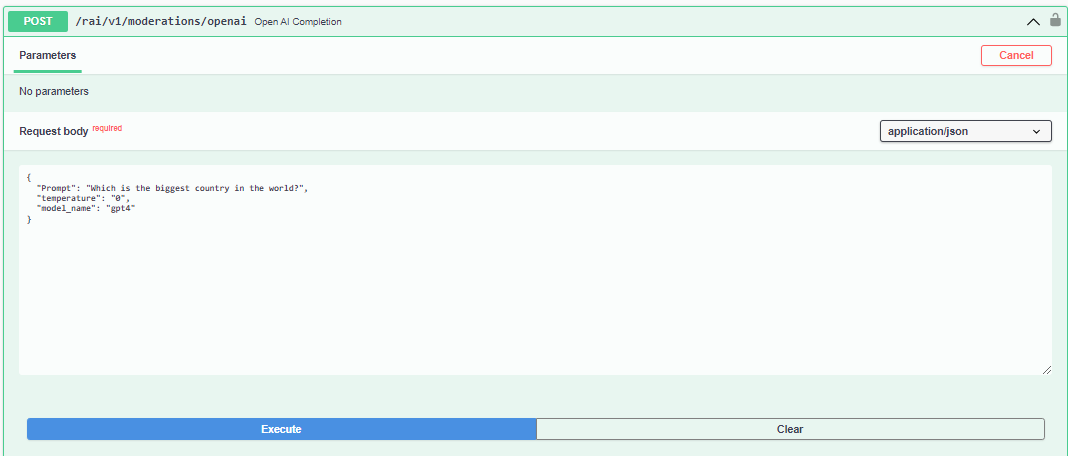 POST /rai/v1/moderations/openai Open AI Completion
Parameters Cancel
No parameters
Request body required application/json
{
  "Prompt": "Which is the biggest country in the world?",
  "temperature": "0",
  "model_name": "gpt4"
}
Execute Clear